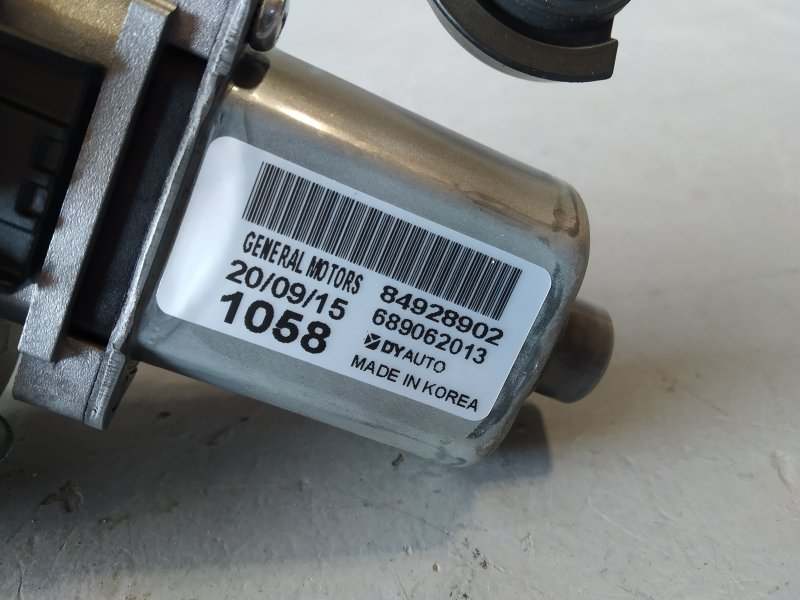 GENERAL MOTORS 84928902
20/09/15 689062013
1058 DYAUTO
MADE IN KOREA